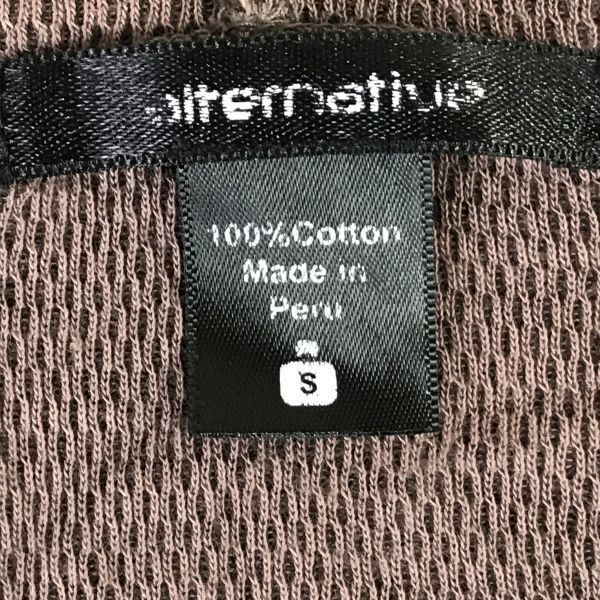 alternative
100%Cotton
Made in
Peru
S